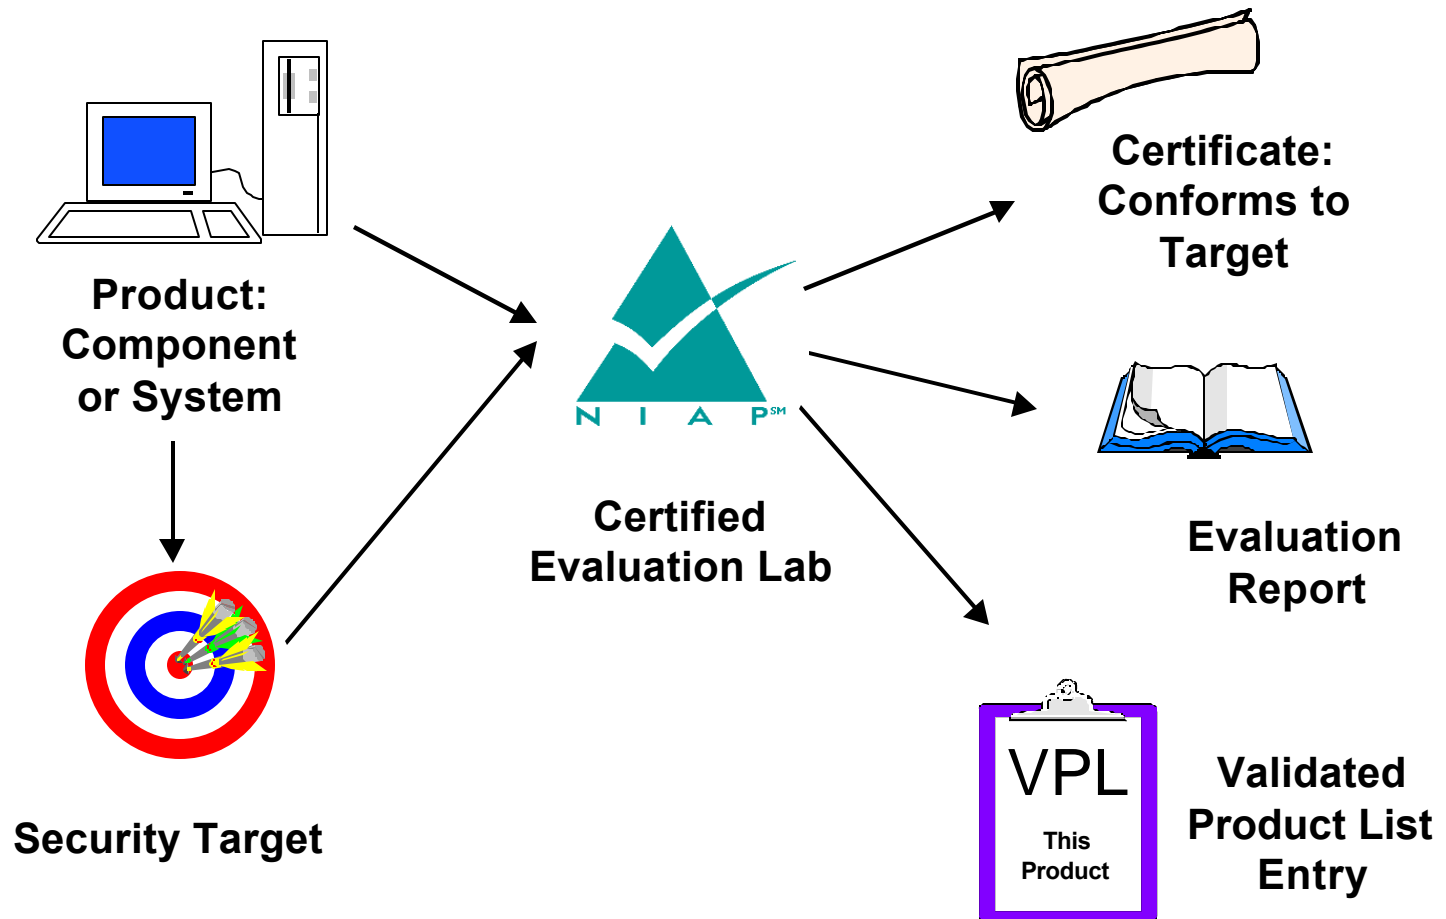 Product:
Component
or System
Security Target
N I A P℠
Certified
Evaluation Lab
Certificate:
Conforms to
Target
Evaluation
Report
VPL
This
Product
Validated
Product List
Entry